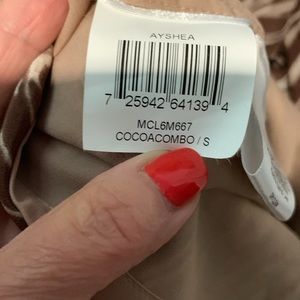 AYSHEA
7 25942 64139 4
MCL6M667
COCOACOMBO / S